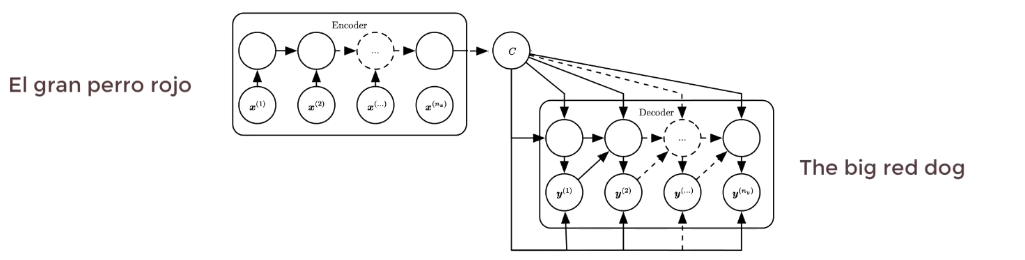 Encoder
...
C
El gran perro rojo
x(1) x(2) x(...) x(nx)
Decoder
...
The big red dog
y(1) y(2) y(...) y(ny)